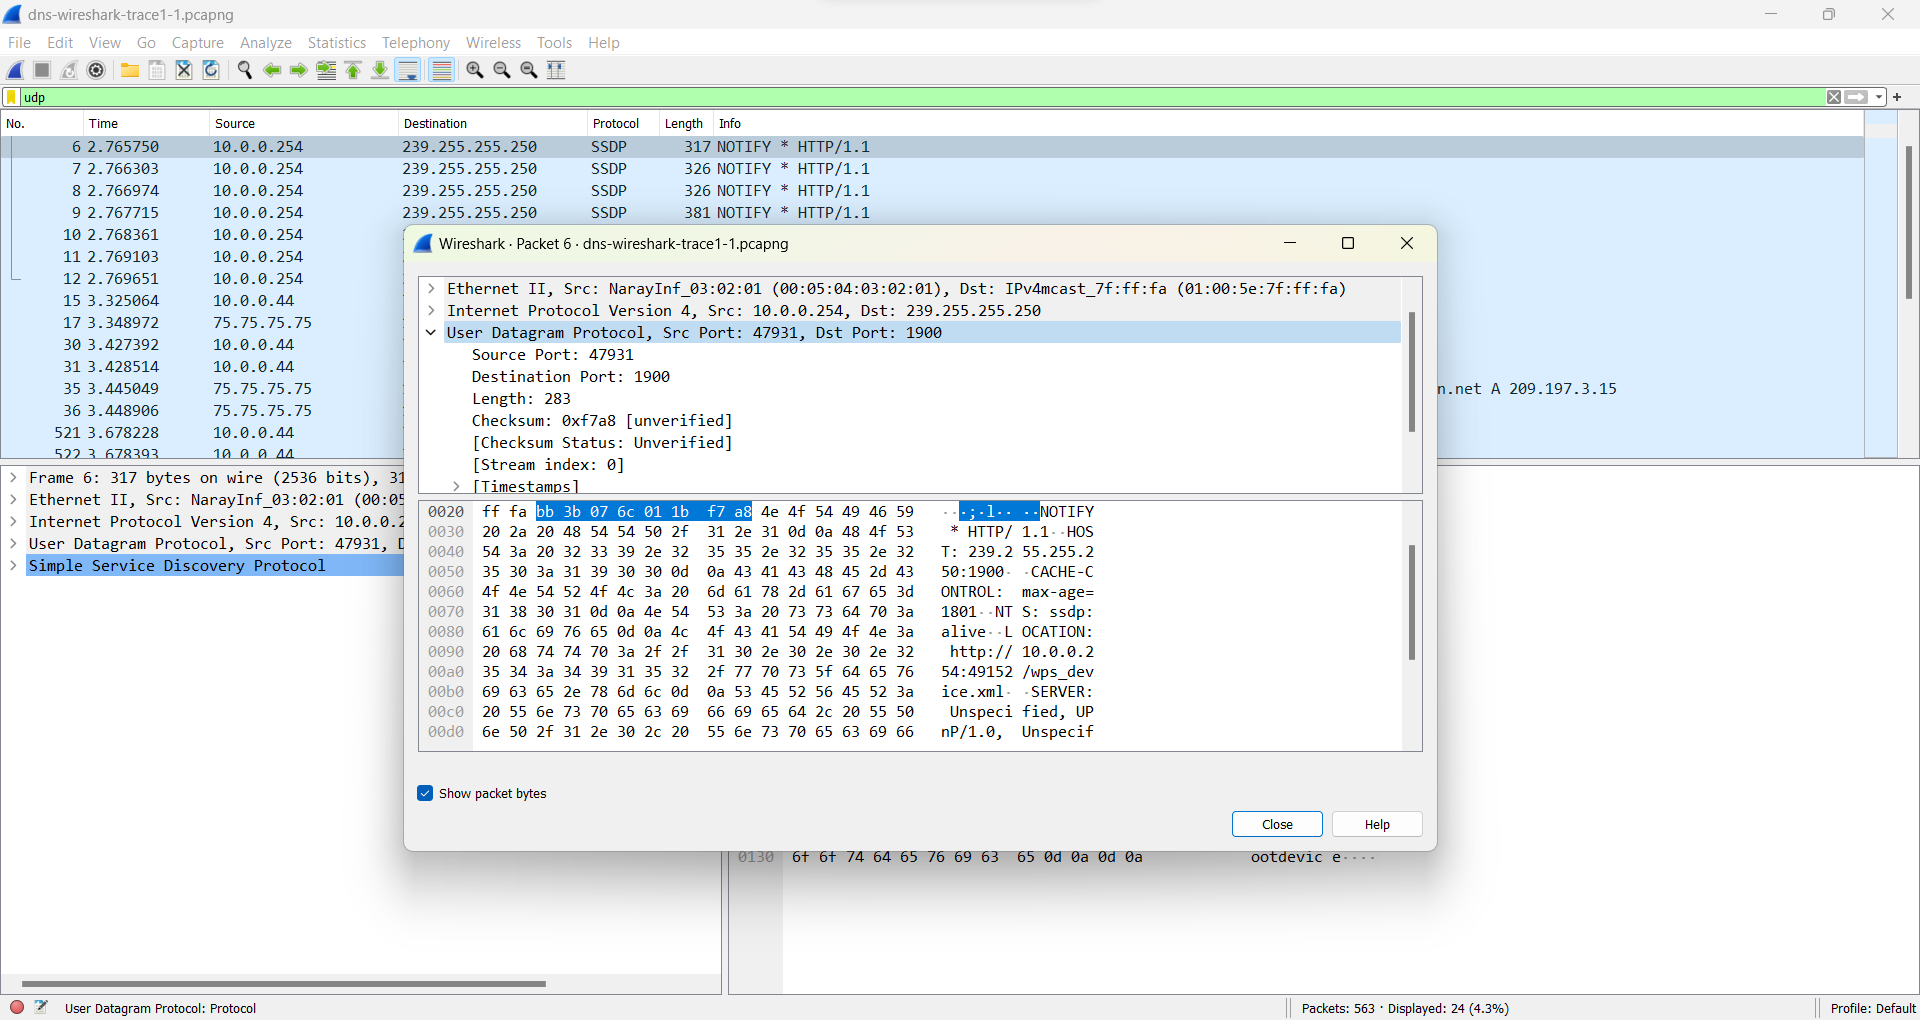 dns-wireshark-trace1-1.pcapng
File Edit View Go Capture Analyze Statistics Telephony Wireless Tools Help
udp
No. Time Source Destination Protocol Length Info
6 2.765750 10.0.0.254 239.255.255.250 SSDP 317 NOTIFY * HTTP/1.1
7 2.766303 10.0.0.254 239.255.255.250 SSDP 326 NOTIFY * HTTP/1.1
8 2.766974 10.0.0.254 239.255.255.250 SSDP 326 NOTIFY * HTTP/1.1
9 2.767715 10.0.0.254 239.255.255.250 SSDP 381 NOTIFY * HTTP/1.1
10 2.768361 10.0.0.254
11 2.769103 10.0.0.254
12 2.769651 10.0.0.254
15 3.325064 10.0.0.44
17 3.348972 75.75.75.75
30 3.427392 10.0.0.44
31 3.428514 10.0.0.44
35 3.445049 75.75.75.75 n.net A 209.197.3.15
36 3.448906 75.75.75.75
521 3.678228 10.0.0.44
522 3.678393 10.0.0.44
Wireshark · Packet 6 · dns-wireshark-trace1-1.pcapng
Ethernet II, Src: NarayInf_03:02:01 (00:05:04:03:02:01), Dst: IPv4mcast_7f:ff:fa (01:00:5e:7f:ff:fa)
Internet Protocol Version 4, Src: 10.0.0.254, Dst: 239.255.255.250
User Datagram Protocol, Src Port: 47931, Dst Port: 1900
Source Port: 47931
Destination Port: 1900
Length: 283
Checksum: 0xf7a8 [unverified]
[Checksum Status: Unverified]
[Stream index: 0]
[Timestamps]
0020 ff fa bb 3b 07 6c 01 1b f7 a8 4e 4f 54 49 46 59 ···;·l·· ··NOTIFY
0030 20 2a 20 48 54 54 50 2f 31 2e 31 0d 0a 48 4f 53 * HTTP/ 1.1··HOS
0040 54 3a 20 32 33 39 2e 32 35 35 2e 32 35 35 2e 32 T: 239.2 55.255.2
0050 35 30 3a 31 39 30 30 0d 0a 43 41 43 48 45 2d 43 50:1900· ·CACHE-C
0060 4f 4e 54 52 4f 4c 3a 20 6d 61 78 2d 61 67 65 3d ONTROL: max-age=
0070 31 38 30 31 0d 0a 4e 54 53 3a 20 73 73 64 70 3a 1801··NT S: ssdp:
0080 61 6c 69 76 65 0d 0a 4c 4f 43 41 54 49 4f 4e 3a alive··L OCATION:
0090 20 68 74 74 70 3a 2f 2f 31 30 2e 30 2e 30 2e 32 http:// 10.0.0.2
00a0 35 34 3a 34 39 31 35 32 2f 77 70 73 5f 64 65 76 54:49152 /wps_dev
00b0 69 63 65 2e 78 6d 6c 0d 0a 53 45 52 56 45 52 3a ice.xml· ·SERVER:
00c0 20 55 6e 73 70 65 63 69 66 69 65 64 2c 20 55 50 Unspeci fied, UP
00d0 6e 50 2f 31 2e 30 2c 20 55 6e 73 70 65 63 69 66 nP/1.0, Unspecif
Show packet bytes
Close Help
Frame 6: 317 bytes on wire (2536 bits), 31
Ethernet II, Src: NarayInf_03:02:01 (00:05
Internet Protocol Version 4, Src: 10.0.0.2
User Datagram Protocol, Src Port: 47931, D
Simple Service Discovery Protocol
0130 6f 6f 74 64 65 76 69 63 65 0d 0a 0d 0a ootdevic e····
User Datagram Protocol: Protocol
Packets: 563 · Displayed: 24 (4.3%)
Profile: Default